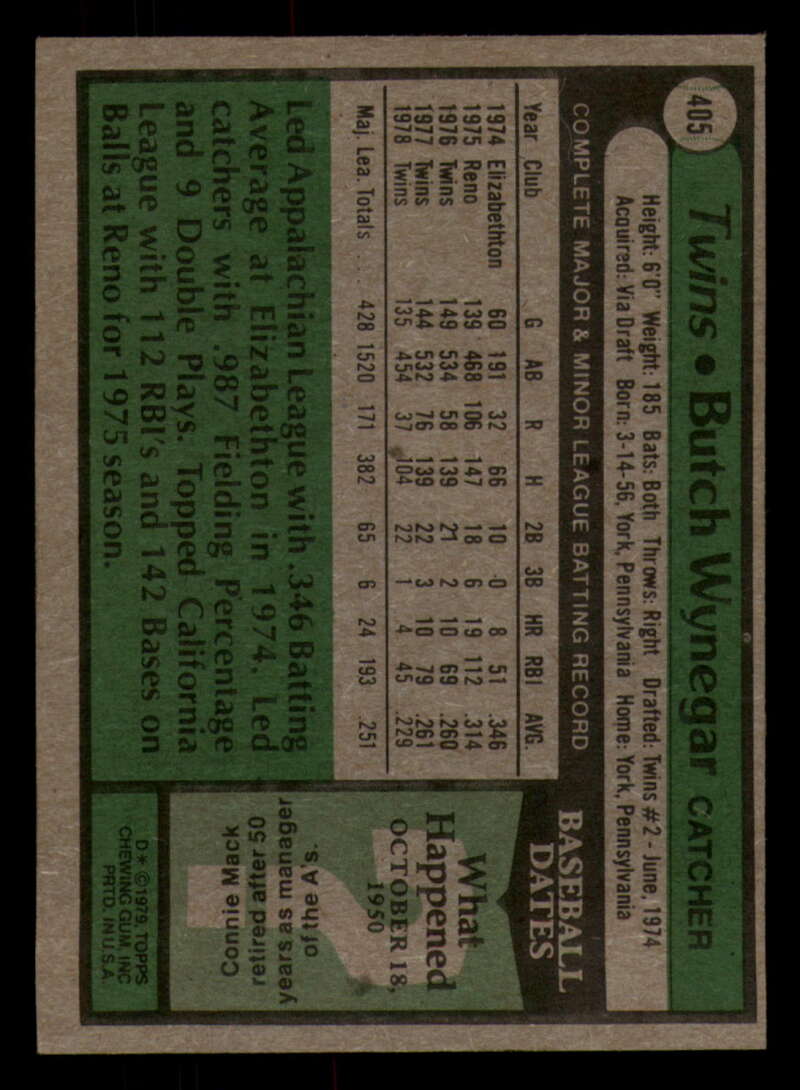 405
Twins • Butch Wynegar CATCHER
Height: 6'0" Weight: 185 Bats: Both Throws: Right Drafted: Twins #2 - June, 1974
Acquired: Via Draft Born: 3-14-56, York, Pennsylvania Home: York, Pennsylvania
COMPLETE MAJOR & MINOR LEAGUE BATTING RECORD
Year Club G AB R H 2B 3B HR RBI AVG.
1974 Elizabethton 60 191 32 66 10 0 8 51 .346
1975 Reno 139 468 106 147 18 6 19 112 .314
1976 Twins 149 534 58 139 21 2 10 69 .260
1977 Twins 144 532 76 139 22 3 10 79 .261
1978 Twins 135 454 37 104 22 1 4 45 .229
Maj. Lea. Totals . . . 428 1520 171 382 65 6 24 193 .251
Led Appalachian League with .346 Batting
Average at Elizabethton in 1974. Led
catchers with .987 Fielding Percentage
and 9 Double Plays. Topped California
League with 112 RBI's and 142 Bases on
Balls at Reno for 1975 season.
BASEBALL
DATES
What
Happened
OCTOBER 18,
1950
Connie Mack
retired after 50
years as manager
of the A's.
D✶©1979, TOPPS
CHEWING GUM, INC
PRTD. IN U.S.A.